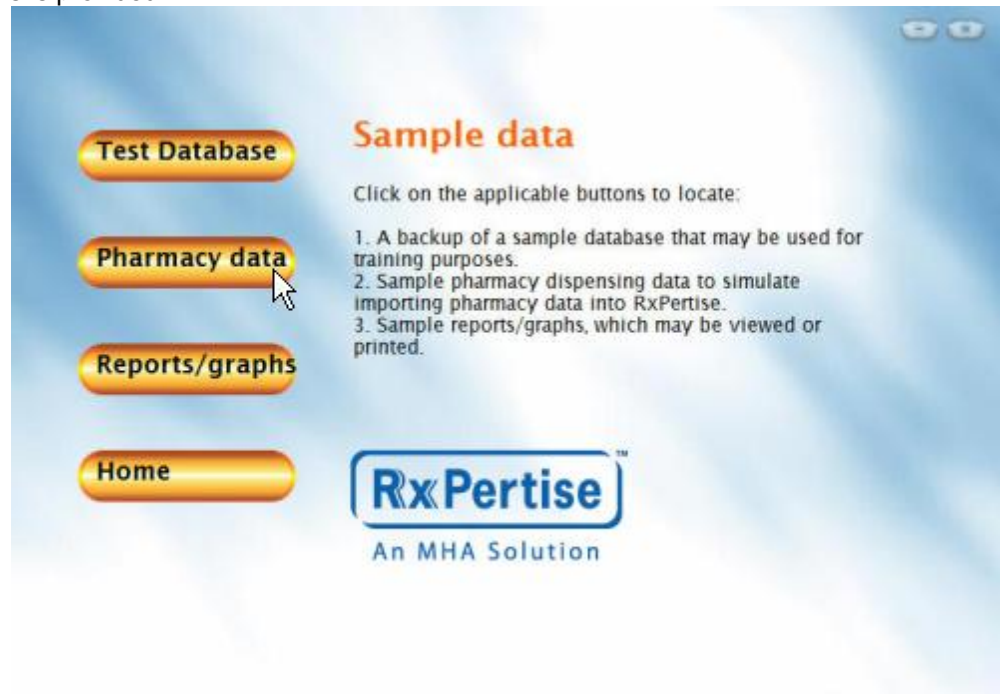 Test Database
Pharmacy data
Reports/graphs
Home
Sample data
Click on the applicable buttons to locate:
1. A backup of a sample database that may be used for
training purposes.
2. Sample pharmacy dispensing data to simulate
importing pharmacy data into RxPertise.
3. Sample reports/graphs, which may be viewed or
printed.
RxPertise™
An MHA Solution